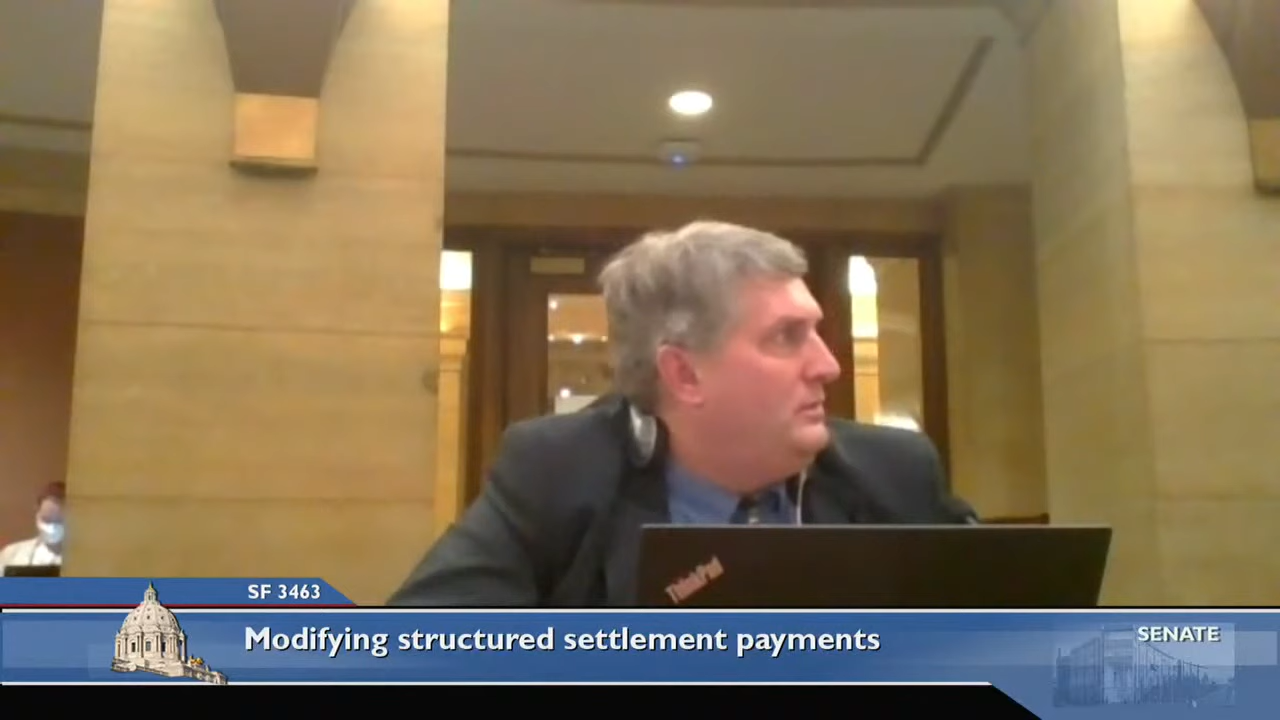 ThinkPad
SF 3463
Modifying structured settlement payments
SENATE